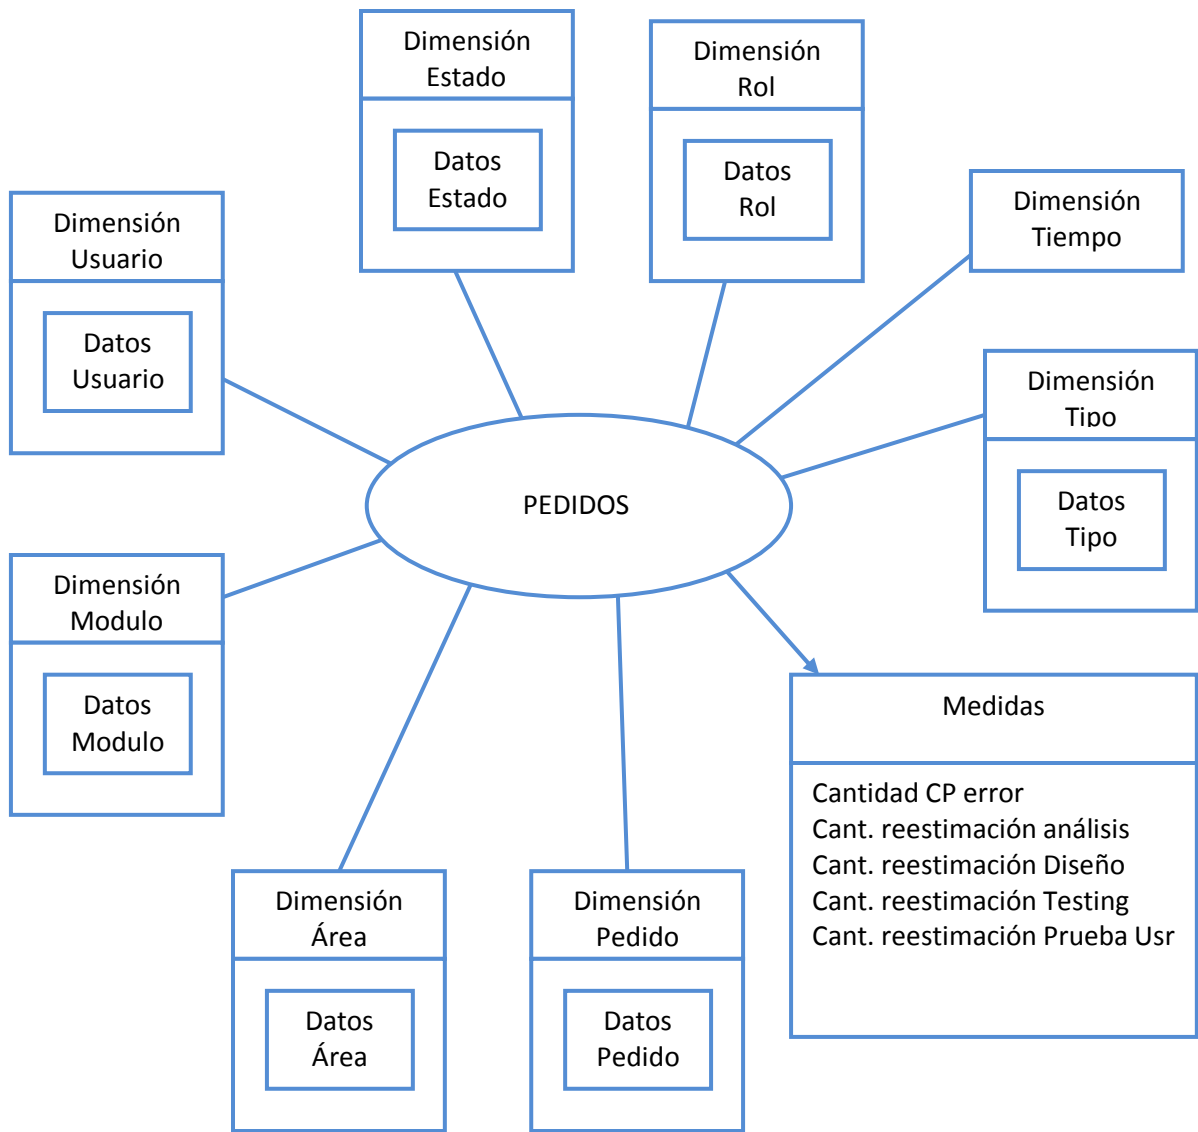 Dimensión
Estado
Datos
Estado
Dimensión
Rol
Datos
Rol
Dimensión
Tiempo
Dimensión
Usuario
Datos
Usuario
Dimensión
Tipo
Datos
Tipo
PEDIDOS
Dimensión
Modulo
Datos
Modulo
Medidas
Cantidad CP error
Cant. reestimación análisis
Cant. reestimación Diseño
Cant. reestimación Testing
Cant. reestimación Prueba Usr
Dimensión
Área
Datos
Área
Dimensión
Pedido
Datos
Pedido